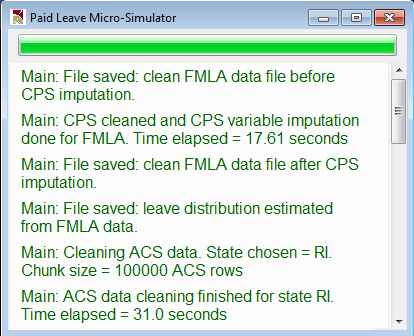 Paid Leave Micro-Simulator
Main: File saved: clean FMLA data file before
CPS imputation.
Main: CPS cleaned and CPS variable imputation
done for FMLA. Time elapsed = 17.61 seconds
Main: File saved: clean FMLA data file after CPS
imputation.
Main: File saved: leave distribution estimated
from FMLA data.
Main: Cleaning ACS data. State chosen = RI.
Chunk size = 100000 ACS rows
Main: ACS data cleaning finished for state RI.
Time elapsed = 31.0 seconds